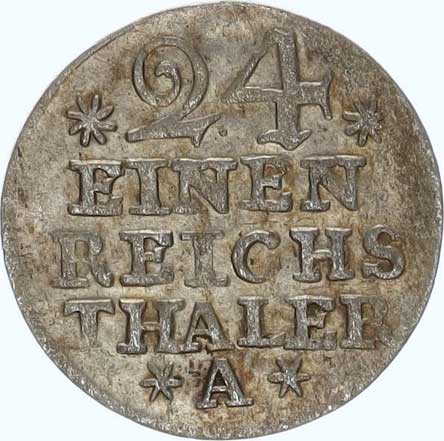 24
EINEN
REICHS
THALER
A